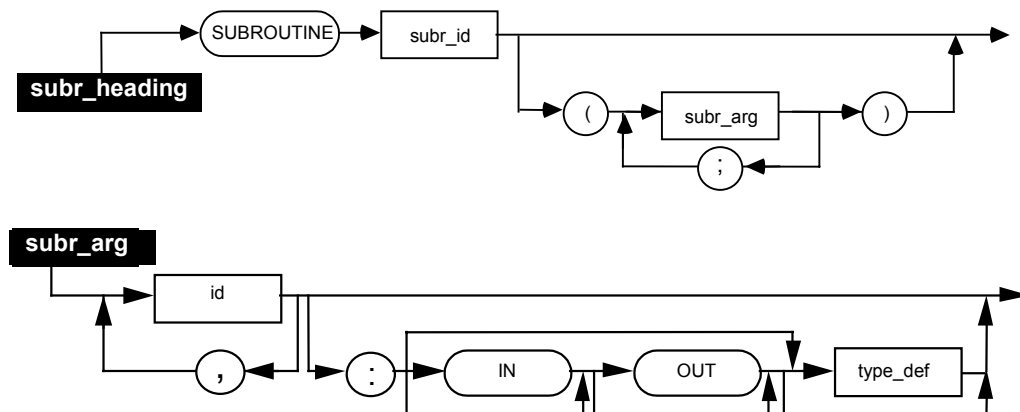 SUBROUTINE
subr_id
subr_heading
( subr_arg )
;
subr_arg
id
, : IN OUT type_def